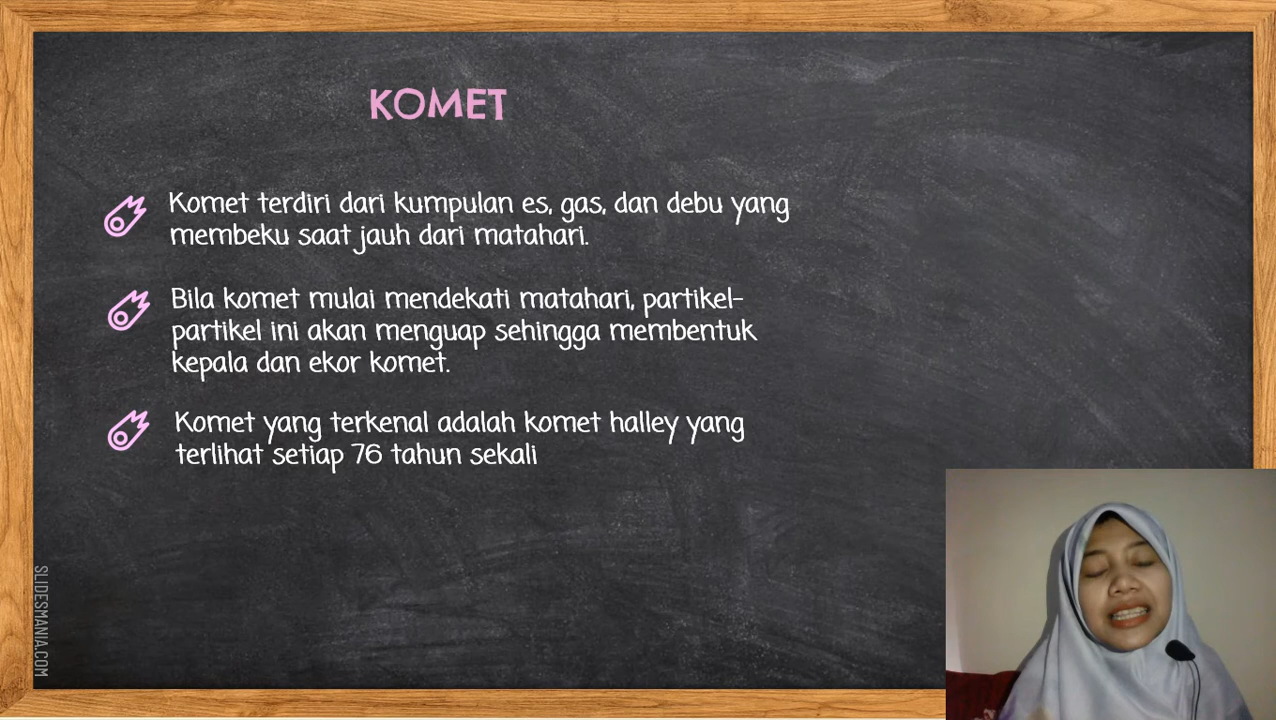 KOMET
Komet terdiri dari kumpulan es, gas, dan debu yang
membeku saat jauh dari matahari.
Bila komet mulai mendekati matahari, partikel-
partikel ini akan menguap sehingga membentuk
kepala dan ekor komet.
Komet yang terkenal adalah komet halley yang
terlihat setiap 76 tahun sekali
SLIDESMANIA.COM